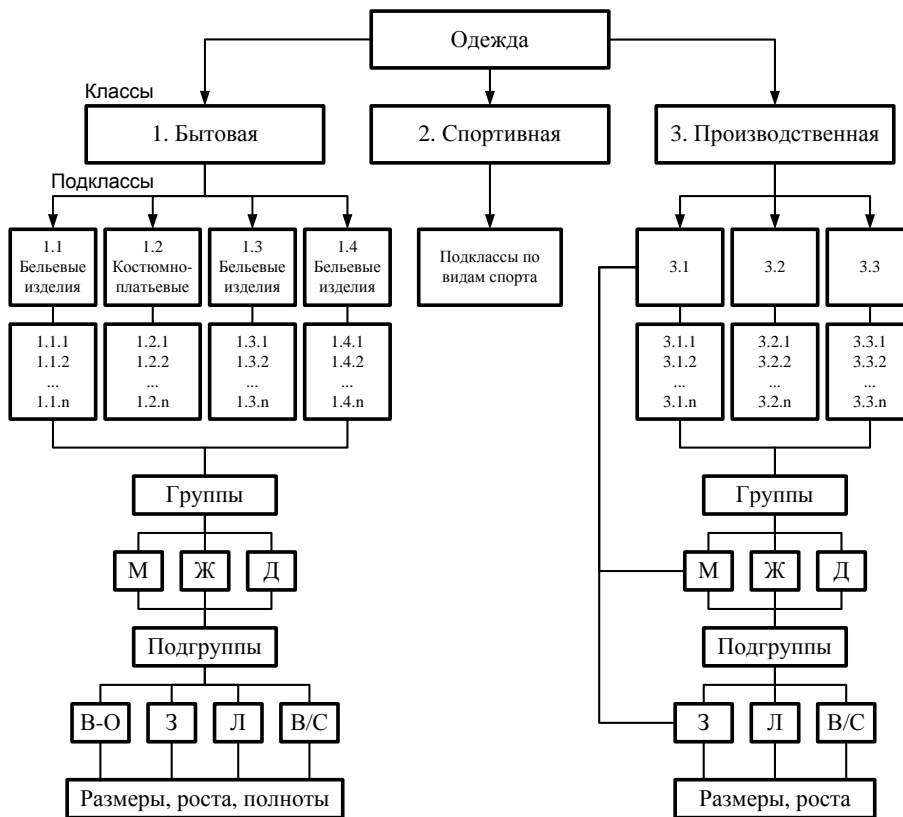 Одежда
Классы
1. Бытовая
2. Спортивная
3. Производственная
Подклассы
1.1
Бельевые
изделия
1.2
Костюмно-
платьевые
1.3
Бельевые
изделия
1.4
Бельевые
изделия
Подклассы по
видам спорта
3.1
3.2
3.3
1.1.1
1.1.2
...
1.1.n
1.2.1
1.2.2
...
1.2.n
1.3.1
1.3.2
...
1.3.n
1.4.1
1.4.2
...
1.4.n
3.1.1
3.1.2
...
3.1.n
3.2.1
3.2.2
...
3.2.n
3.3.1
3.3.2
...
3.3.n
Группы
Группы
М
Ж
Д
М
Ж
Д
Подгруппы
Подгруппы
В-О
З
Л
В/С
З
Л
В/С
Размеры, роста, полноты
Размеры, роста